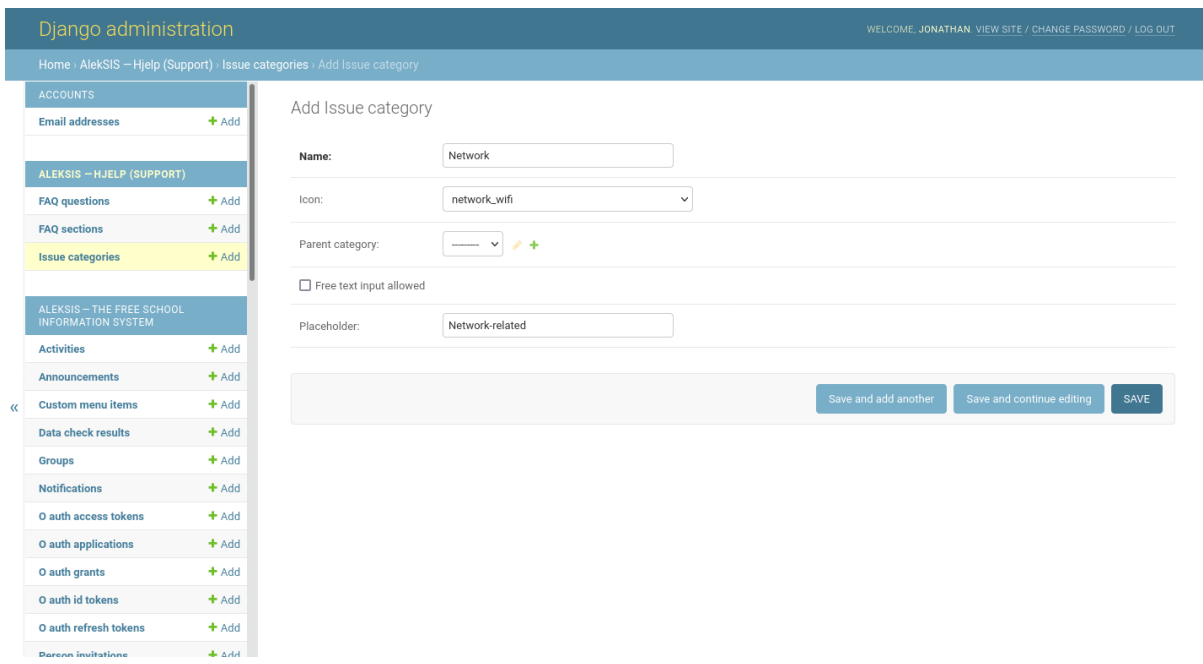 Django administration
WELCOME, JONATHAN. VIEW SITE / CHANGE PASSWORD / LOG OUT
Home › AlekSIS — Hjelp (Support) › Issue categories › Add Issue category
ACCOUNTS
Email addresses + Add
ALEKSIS — HJELP (SUPPORT)
FAQ questions + Add
FAQ sections + Add
Issue categories + Add
ALEKSIS — THE FREE SCHOOL
INFORMATION SYSTEM
Activities + Add
Announcements + Add
Custom menu items + Add
Data check results + Add
Groups + Add
Notifications + Add
O auth access tokens + Add
O auth applications + Add
O auth grants + Add
O auth id tokens + Add
O auth refresh tokens + Add
Person invitations + Add
«
Add Issue category
Name: Network
Icon: network_wifi
Parent category: ---------
Free text input allowed
Placeholder: Network-related
Save and add another Save and continue editing SAVE